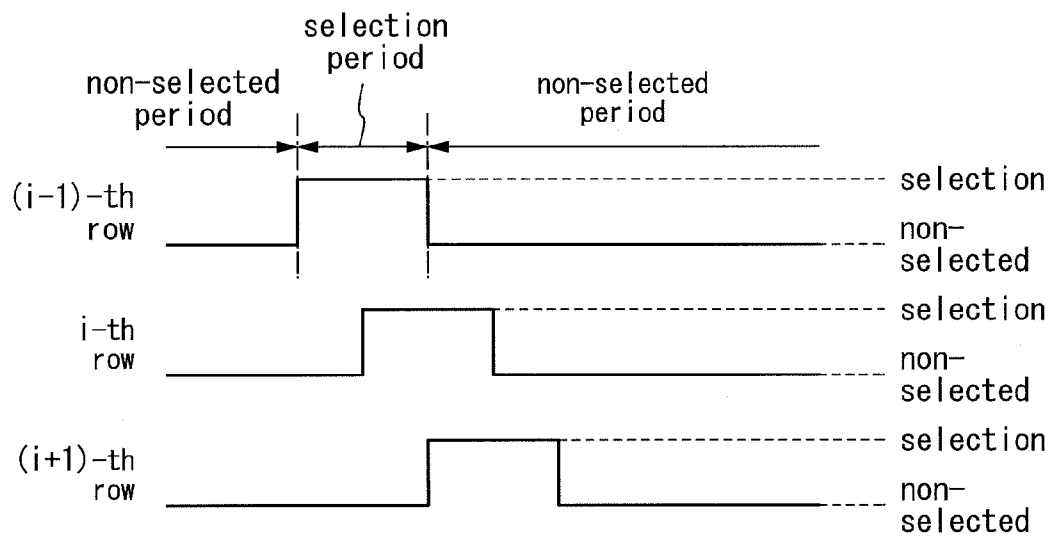 selection
period
non-selected
period
non-selected
period
(i-1)-th
row
selection
non-
selected
i-th
row
selection
non-
selected
(i+1)-th
row
selection
non-
selected